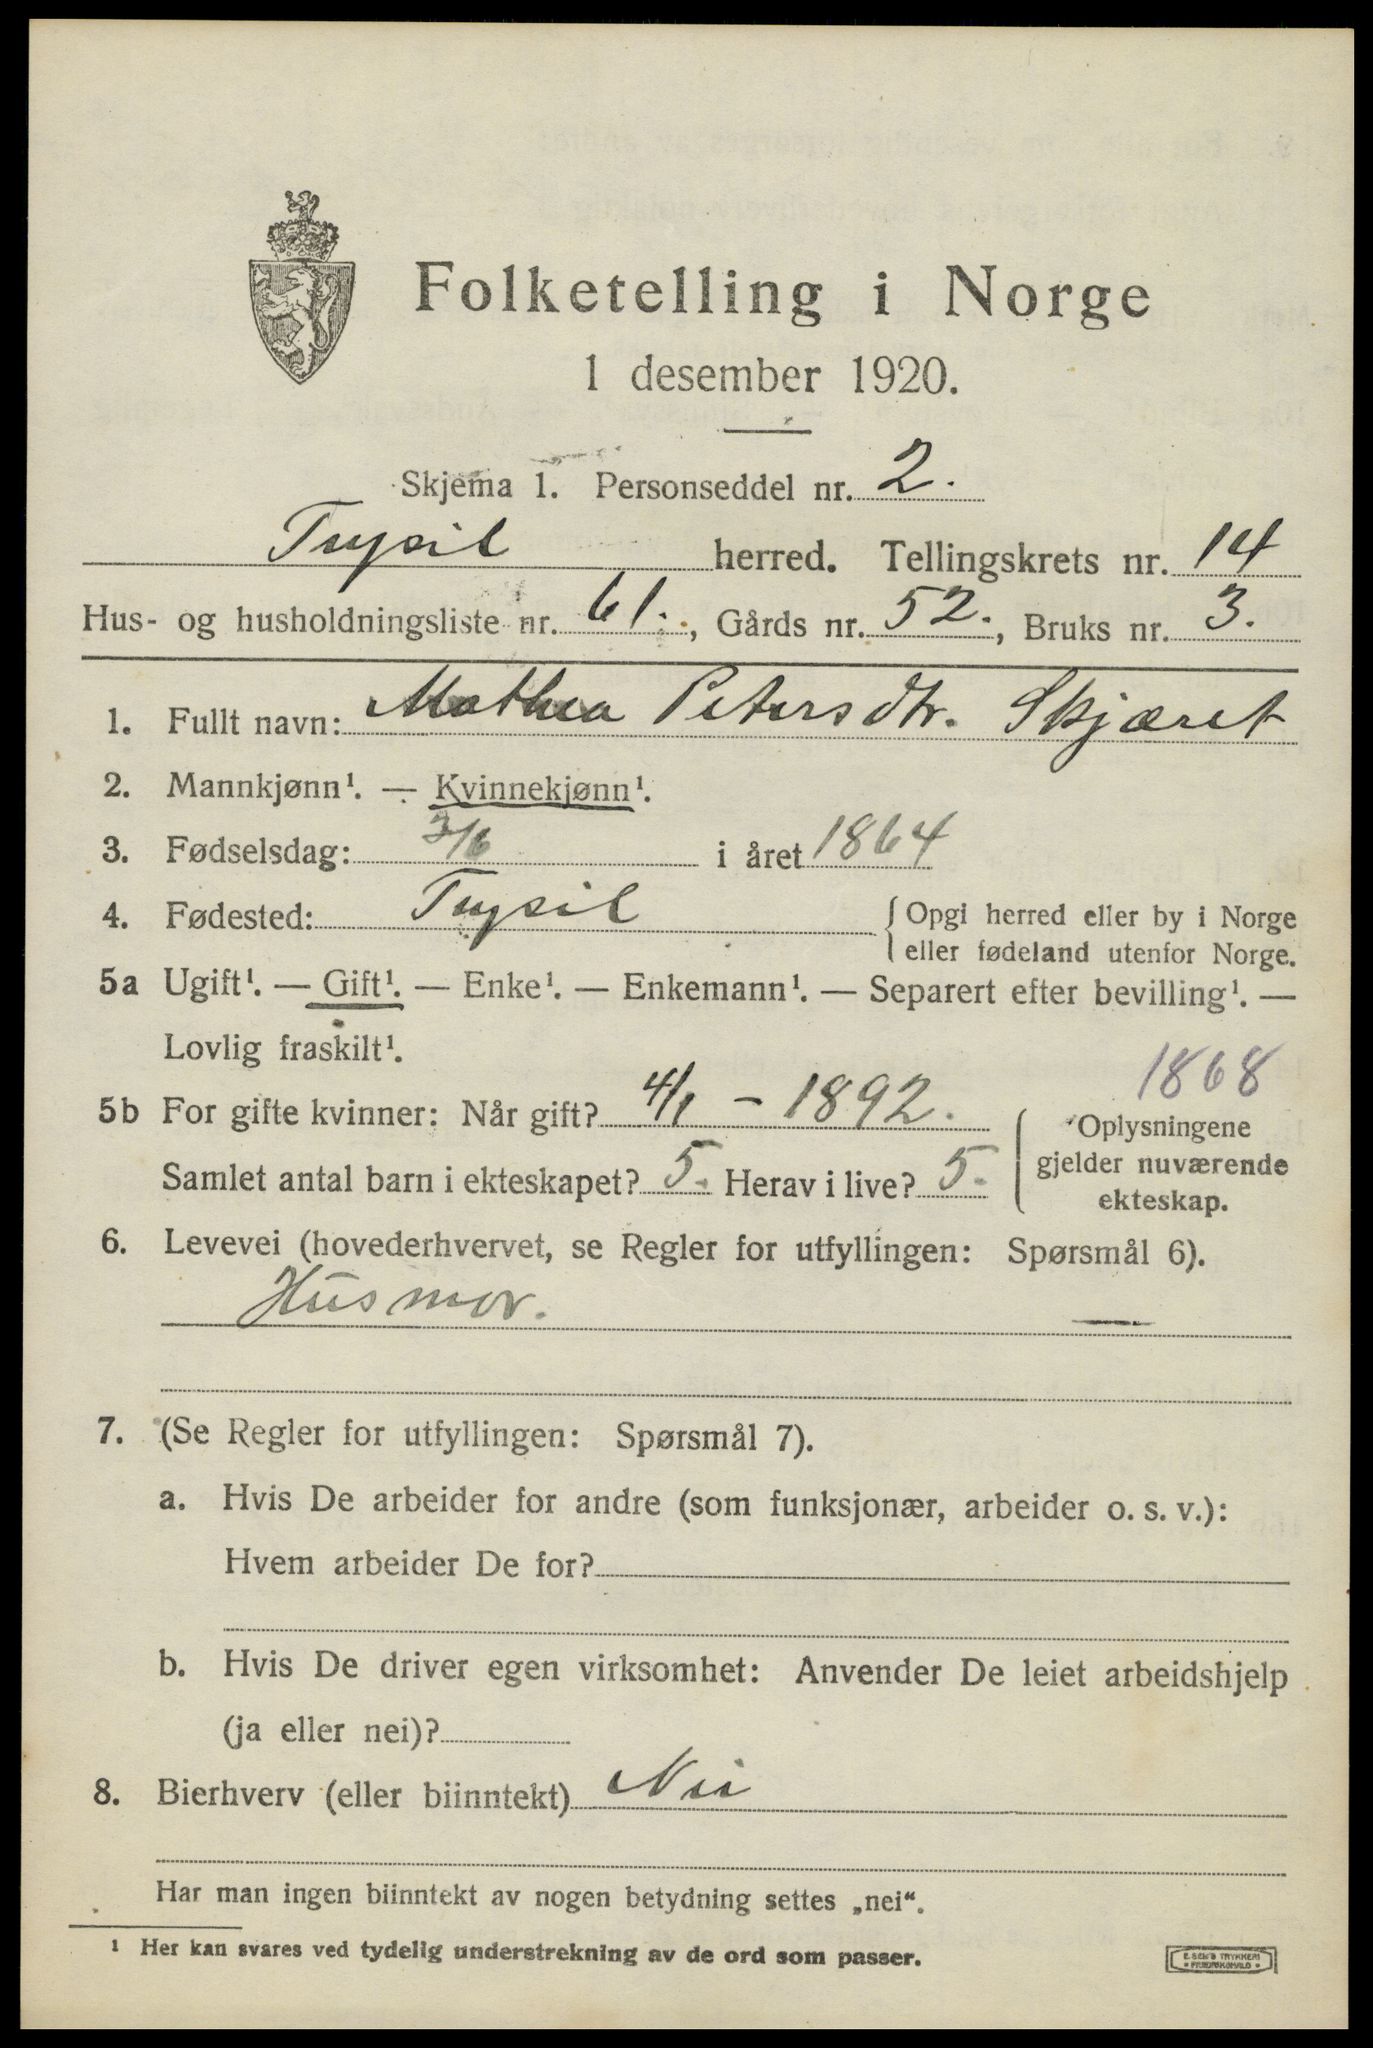 Folketelling i Norge
1 desember 1920.
Skjema 1. Personseddel nr. 2.
Trysil herred. Tellingskrets nr. 14
Hus- og husholdningsliste nr. 61., Gårds nr. 52., Bruks nr. 3.
1. Fullt navn: Mathea Petersdtr. Skjæret
2. Mannkjønn¹. — Kvinnekjønn¹.
3. Fødselsdag: 3/6 i året 1864
4. Fødested: Trysil { Opgi herred eller by i Norge
eller fødeland utenfor Norge.
5a Ugift¹. — Gift¹. — Enke¹. — Enkemann¹. — Separert efter bevilling¹. —
Lovlig fraskilt¹.
1868
5b For gifte kvinner: Når gift? 4/1 – 1892.
Samlet antal barn i ekteskapet? 5. Herav i live? 5.
Oplysningene
gjelder nuværende
ekteskap.
6. Levevei (hovederhvervet, se Regler for utfyllingen: Spørsmål 6).
Husmor. —
7. (Se Regler for utfyllingen: Spørsmål 7).
a. Hvis De arbeider for andre (som funksjonær, arbeider o. s. v.):
Hvem arbeider De for?
b. Hvis De driver egen virksomhet: Anvender De leiet arbeidshjelp
(ja eller nei)?
8. Bierhverv (eller biinntekt) Nei
Har man ingen biinntekt av nogen betydning settes „nei“.
¹ Her kan svares ved tydelig understrekning av de ord som passer.
E. SEM'S TRYKKERI
FREDRIKSHALD